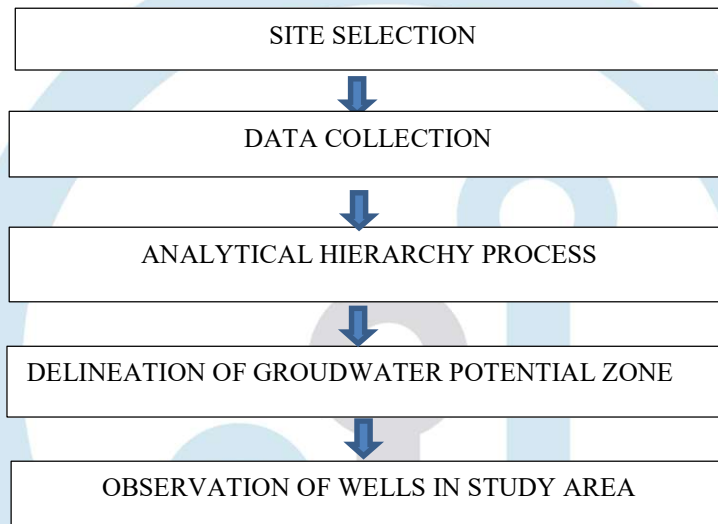 SITE SELECTION
DATA COLLECTION
ANALYTICAL HIERARCHY PROCESS
DELINEATION OF GROUDWATER POTENTIAL ZONE
OBSERVATION OF WELLS IN STUDY AREA